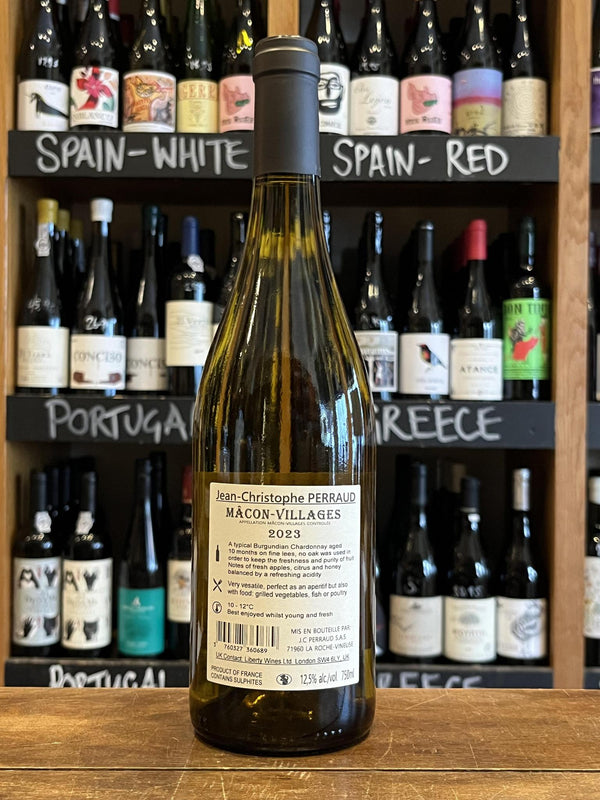 SPAIN-WHITE
SPAIN-RED
CONCISO
ATANCE
PORTUGAL
GREECE
Jean-Christophe PERRAUD
MÂCON-VILLAGES
APPELLATION MÂCON-VILLAGES CONTRÔLÉE
2023
A typical Burgundian Chardonnay aged
10 months on fine lees, no oak was used in
order to keep the freshness and purity of fruit
Notes of fresh apples, citrus and honey
balanced by a refreshing acidity
Very vesatile, perfect as an aperitif but also
with food: grilled vegetables, fish or poultry
10 - 12°C
Best enjoyed whilst young and fresh
3 760327 360689
MIS EN BOUTEILLE PAR:
J.C PERRAUD S.A.S
71960 LA ROCHE-VINEUSE
UK Contact: Liberty Wines Ltd. London SW4 6LY, UK
PRODUCT OF FRANCE
CONTAINS SULPHITES
12,5% alc./vol 750ml
PORTUGAL
GREECE